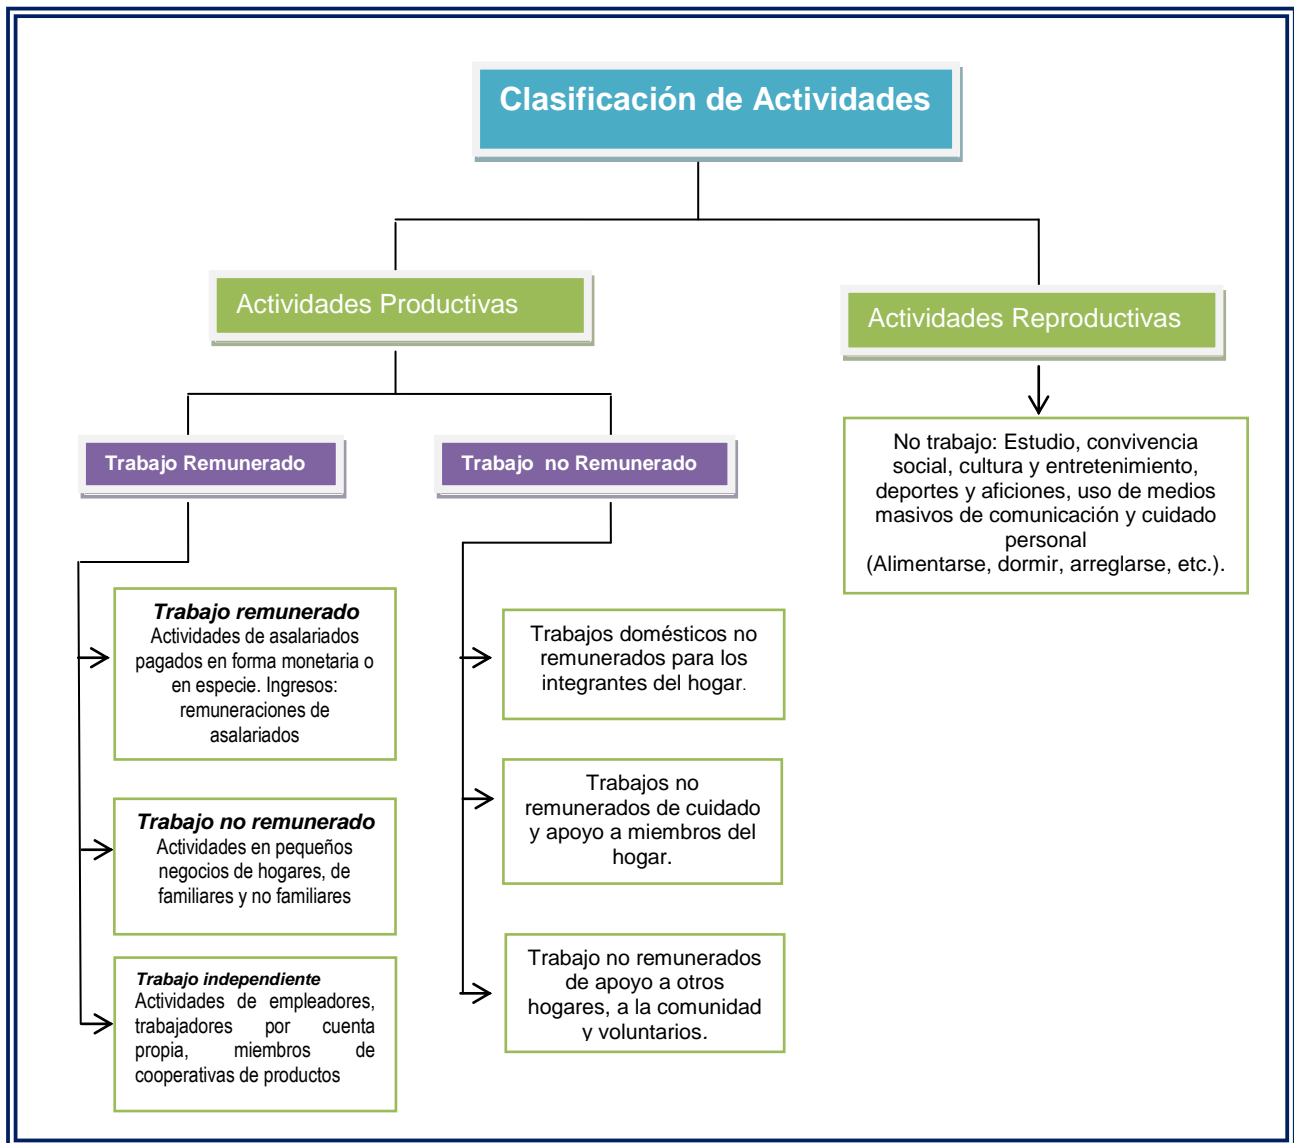 Clasificación de Actividades
Actividades Productivas
Actividades Reproductivas
Trabajo Remunerado
Trabajo no Remunerado
No trabajo: Estudio, convivencia
social, cultura y entretenimiento,
deportes y aficiones, uso de medios
masivos de comunicación y cuidado
personal
(Alimentarse, dormir, arreglarse, etc.).
Trabajo remunerado
Actividades de asalariados
pagados en forma monetaria o
en especie. Ingresos:
remuneraciones de
asalariados
Trabajo no remunerado
Actividades en pequeños
negocios de hogares, de
familiares y no familiares
Trabajo independiente
Actividades de empleadores,
trabajadores por cuenta
propia, miembros de
cooperativas de productos
Trabajos domésticos no
remunerados para los
integrantes del hogar.
Trabajos no
remunerados de cuidado
y apoyo a miembros del
hogar.
Trabajo no remunerados
de apoyo a otros
hogares, a la comunidad
y voluntarios.